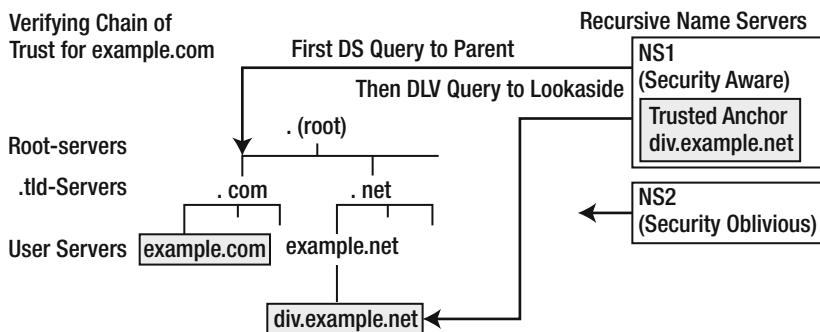 Verifying Chain of
Trust for example.com
Recursive Name Servers
First DS Query to Parent
Then DLV Query to Lookaside
NS1
(Security Aware)
Trusted Anchor
div.example.net
. (root)
Root-servers
.tld-Servers
. com
. net
NS2
(Security Oblivious)
User Servers
example.com
example.net
div.example.net